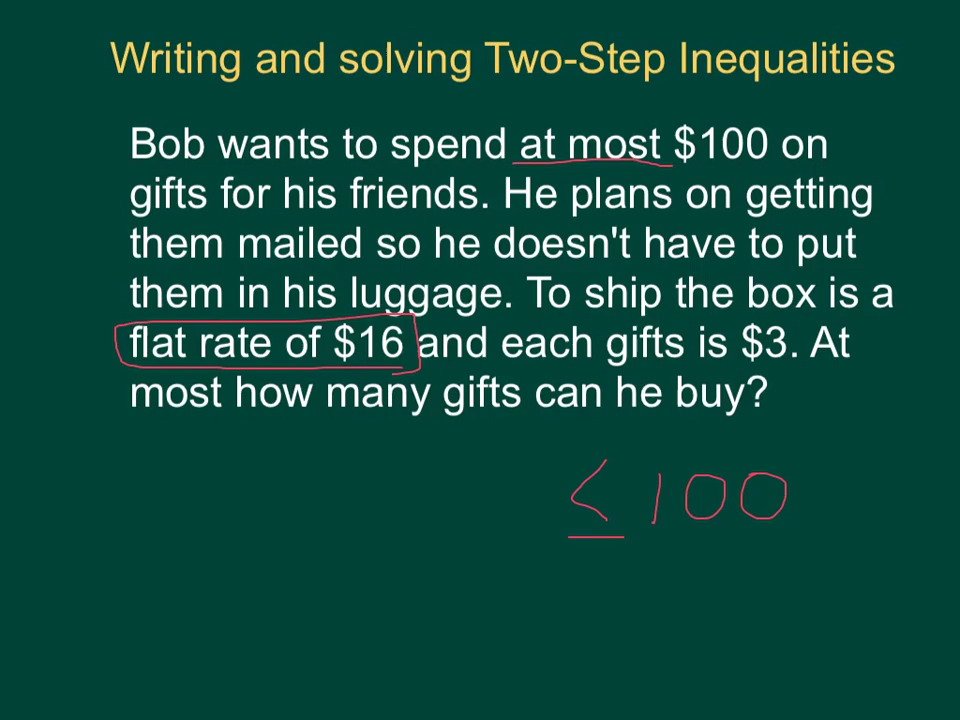 Writing and solving Two-Step Inequalities
Bob wants to spend at most $100 on
gifts for his friends. He plans on getting
them mailed so he doesn't have to put
them in his luggage. To ship the box is a
flat rate of $16 and each gifts is $3. At
most how many gifts can he buy?
≤ 100